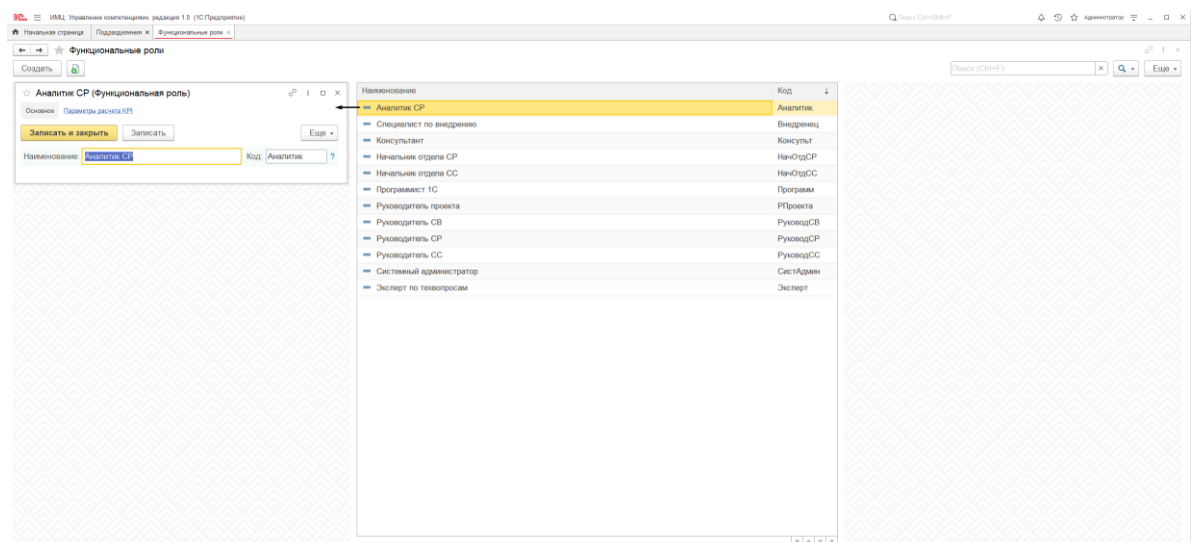 1С ИМЦ: Управление компетенциями, редакция 1.0 (1С:Предприятие) Поиск Ctrl+Shift+F Администратор
Начальная страница Подразделения × Функциональные роли ×
Функциональные роли
Создать Поиск (Ctrl+F) × Еще
Аналитик СР (Функциональная роль)
Основное Параметры расчета KPI
Записать и закрыть Записать Еще
Наименование: Аналитик СР Код: Аналитик ?
Наименование Код
Аналитик СР Аналитик
Специалист по внедрению Внедренец
Консультант Консульт
Начальник отдела СР НачОтдСР
Начальник отдела СС НачОтдСС
Программист 1С Программ
Руководитель проекта РПроекта
Руководитель СВ РуководСВ
Руководитель СР РуководСР
Руководитель СС РуководСС
Системный администратор СистАдмин
Эксперт по техвопросам Эксперт